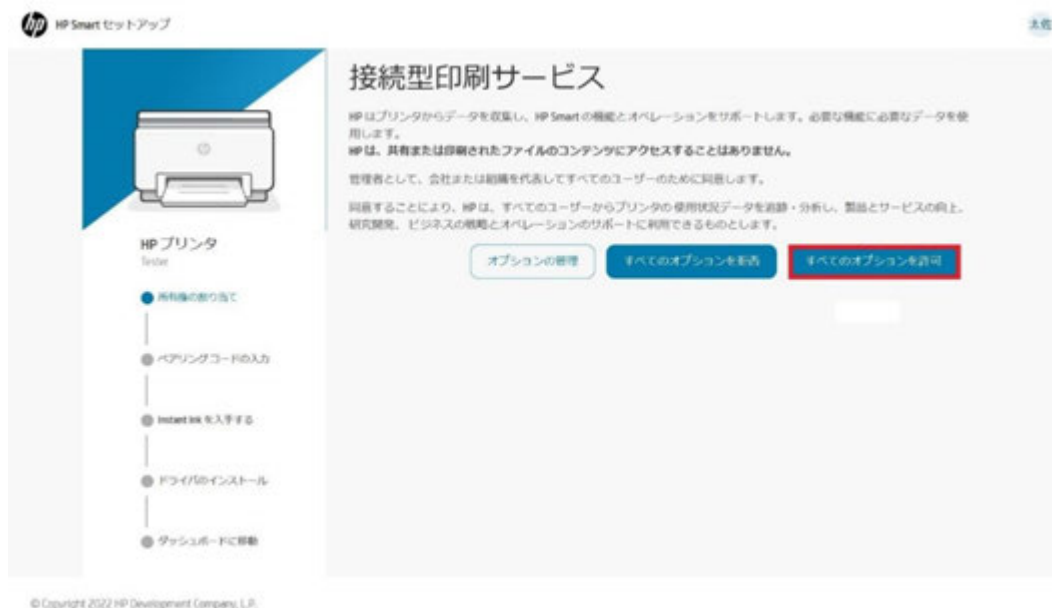 hp HP Smart セットアップ
太佐
接続型印刷サービス
HP はプリンタからデータを収集し、HP Smart の機能とオペレーションをサポートします。必要な機能に必要なデータを使
用します。
HP は、共有または印刷されたファイルのコンテンツにアクセスすることはありません。
管理者として、会社または組織を代表してすべてのユーザーのために同意します。
同意することにより、HP は、すべてのユーザーからプリンタの使用状況データを追跡・分析し、製品とサービスの向上、
研究開発、ビジネスの戦略とオペレーションのサポートに利用できるものとします。
オプションの管理
すべてのオプションを拒否
すべてのオプションを許可
HP プリンタ
Tester
所有権の割り当て
ペアリングコードの入力
Instant Ink を入手する
ドライバのインストール
ダッシュボードに移動
© Copyright 2022 HP Development Company, L.P.